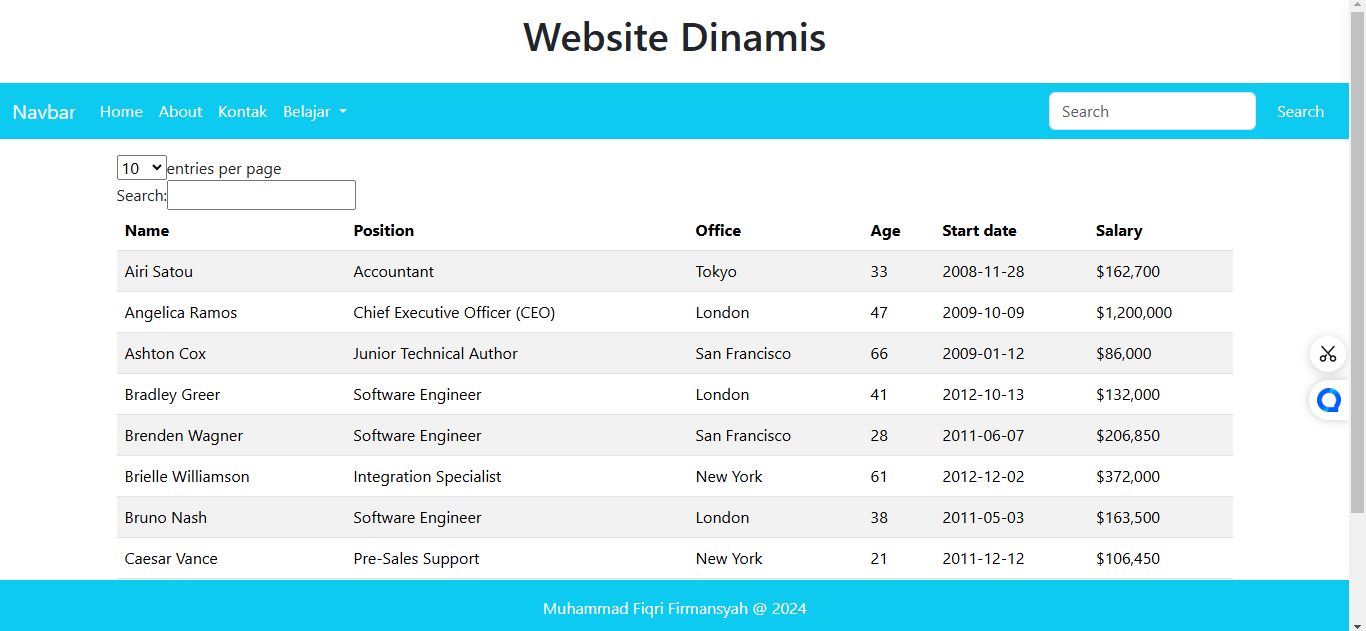 Website Dinamis
Navbar Home About Kontak Belajar Search Search
10 entries per page
Search:
Name Position Office Age Start date Salary
Airi Satou Accountant Tokyo 33 2008-11-28 $162,700
Angelica Ramos Chief Executive Officer (CEO) London 47 2009-10-09 $1,200,000
Ashton Cox Junior Technical Author San Francisco 66 2009-01-12 $86,000
Bradley Greer Software Engineer London 41 2012-10-13 $132,000
Brenden Wagner Software Engineer San Francisco 28 2011-06-07 $206,850
Brielle Williamson Integration Specialist New York 61 2012-12-02 $372,000
Bruno Nash Software Engineer London 38 2011-05-03 $163,500
Caesar Vance Pre-Sales Support New York 21 2011-12-12 $106,450
Muhammad Fiqri Firmansyah @ 2024